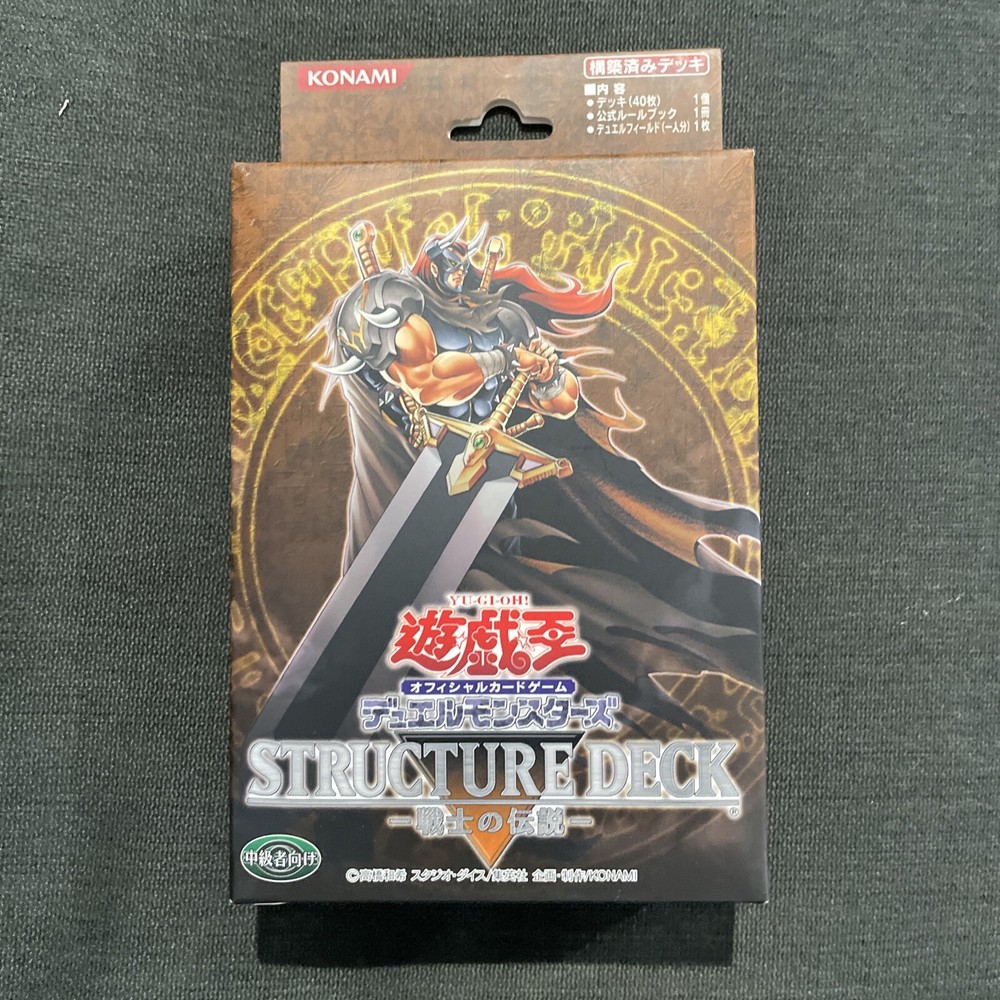 KONAMI
構築済みデッキ
■内容
●デッキ(40枚) 1個
●公式ルールブック 1冊
●デュエルフィールド(一人分) 1枚
YU-GI-OH!
遊戯王
オフィシャルカードゲーム
デュエルモンスターズ
STRUCTURE DECK®
-戦士の伝説-
中級者向け
©高橋和希 スタジオ・ダイス/集英社 企画・制作/KONAMI